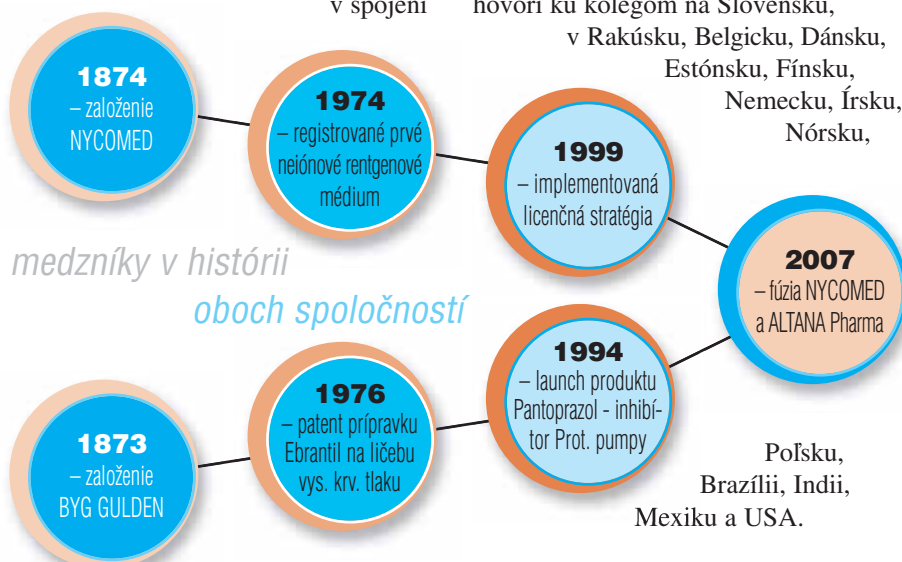 v spojení hovorí ku kolegom na Slovensku,
v Rakúsku, Belgicku, Dánsku,
Estónsku, Fínsku,
Nemecku, Írsku,
Nórsku,
1874
– založenie
NYCOMED
1974
– registrované prvé
neiónové rentgenové
médium
1999
– implementovaná
licenčná stratégia
2007
– fúzia NYCOMED
a ALTANA Pharma
medzníky v histórii
oboch spoločností
1873
– založenie
BYG GULDEN
1976
– patent prípravku
Ebrantil na ličebu
vys. krv. tlaku
1994
– launch produktu
Pantoprazol - inhibí-
tor Prot. pumpy
Poľsku,
Brazílii, Indii,
Mexiku a USA.